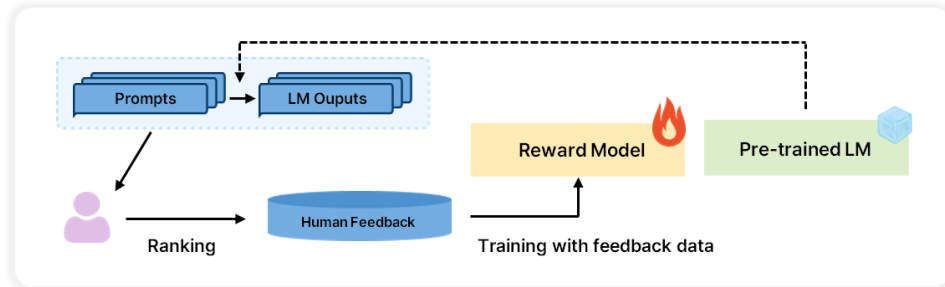 Prompts
LM Ouputs
Reward Model
Pre-trained LM
Human Feedback
Ranking
Training with feedback data